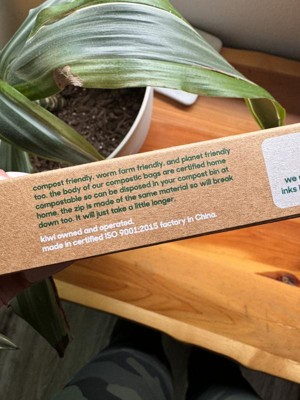 compost friendly, worm farm friendly, and planet friendly
too. the body of our compostic bags are certified home
compostable so can be disposed in your compost bin at
home, the zip is made of the same material so will break
down too. It will just take a little longer.
kiwi owned and operated.
made in certified ISO 9001:2015 factory in China.
we
inks